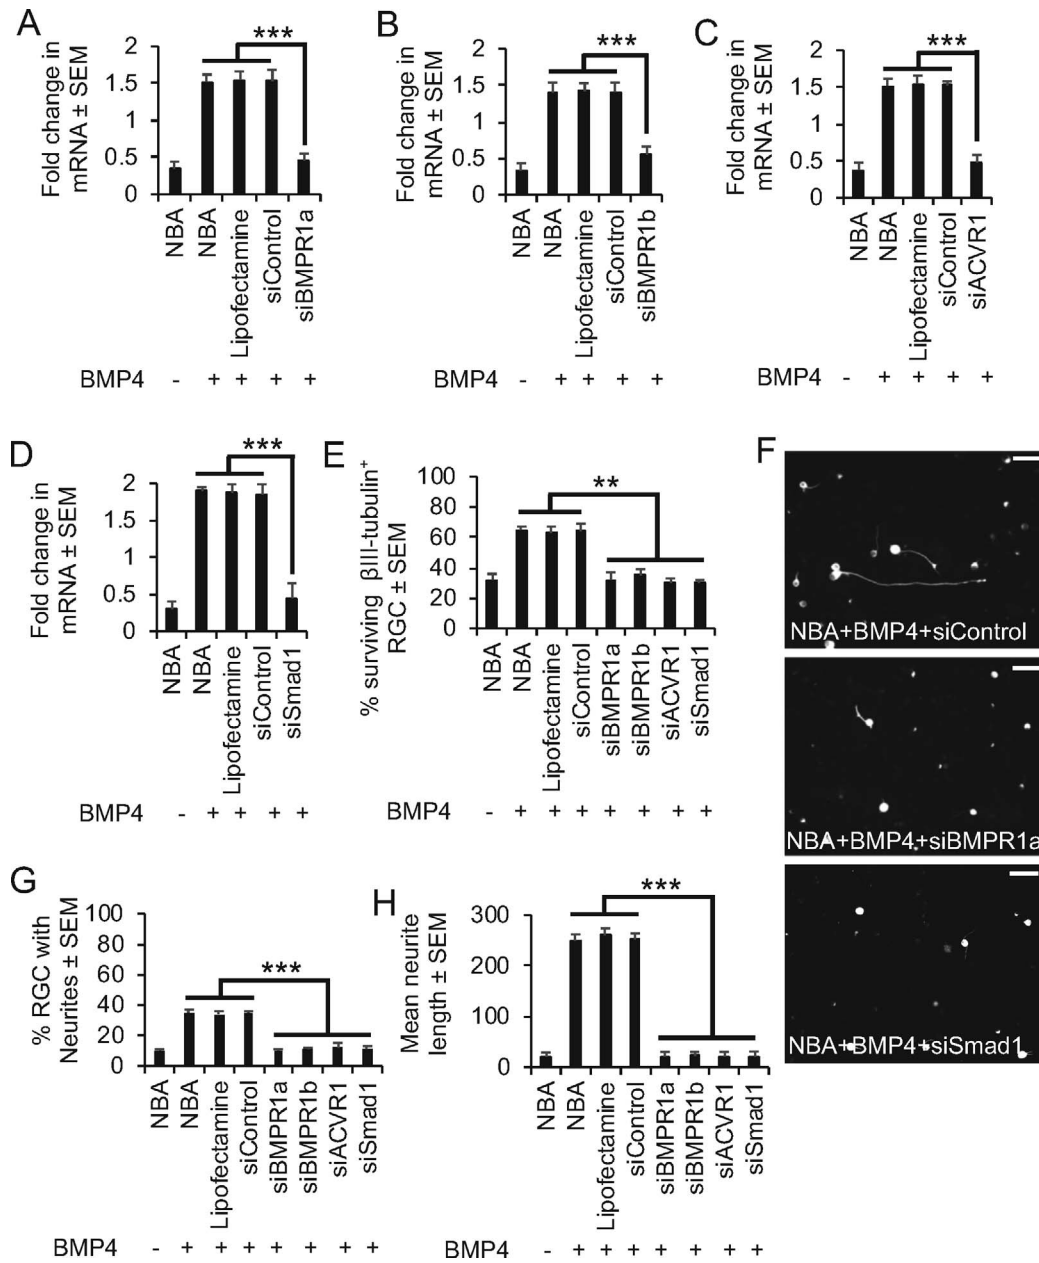 A
Fold change in
mRNA ± SEM
2
1.5
1
0.5
0
***
NBA
NBA
Lipofectamine
siControl
siBMPR1a
BMP4 - + + + +
B
Fold change in
mRNA ± SEM
2
1.5
1
0.5
0
***
NBA
NBA
Lipofectamine
siControl
siBMPR1b
BMP4 - + + + +
C
Fold change in
mRNA ± SEM
2
1.5
1
0.5
0
***
NBA
NBA
Lipofectamine
siControl
siACVR1
BMP4 - + + + +
D
Fold change in
mRNA ± SEM
2
1.5
1
0.5
0
***
NBA
NBA
Lipofectamine
siControl
siSmad1
BMP4 - + + + +
E
% surviving βIII-tubulin+
RGC ± SEM
100
80
60
40
20
0
**
NBA
NBA
Lipofectamine
siControl
siBMPR1a
siBMPR1b
siACVR1
siSmad1
BMP4 - + + + + + + +
F
NBA+BMP4+siControl
NBA+BMP4+siBMPR1a
NBA+BMP4+siSmad1
G
% RGC with
Neurites ± SEM
100
80
60
40
20
0
***
NBA
NBA
Lipofectamine
siControl
siBMPR1a
siBMPR1b
siACVR1
siSmad1
BMP4 - + + + + + + +
H
Mean neurite
length ± SEM
300
200
100
0
***
NBA
NBA
Lipofectamine
siControl
siBMPR1a
siBMPR1b
siACVR1
siSmad1
BMP4 - + + + + + + +